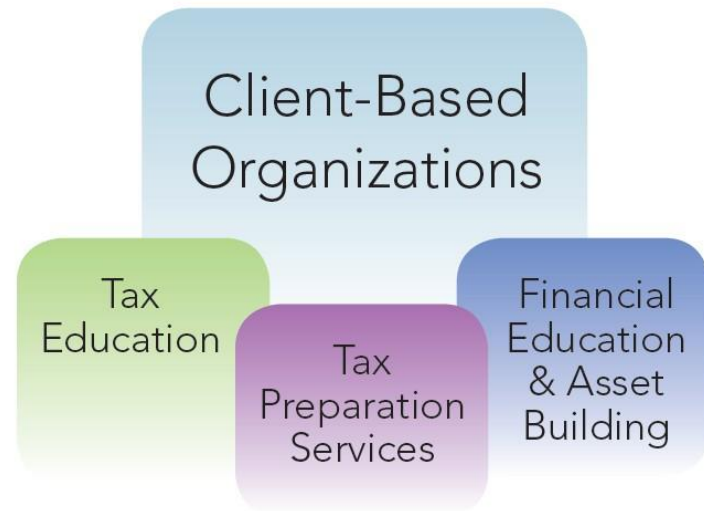 Client-Based
Organizations
Tax
Education
Tax
Preparation
Services
Financial
Education
& Asset
Building